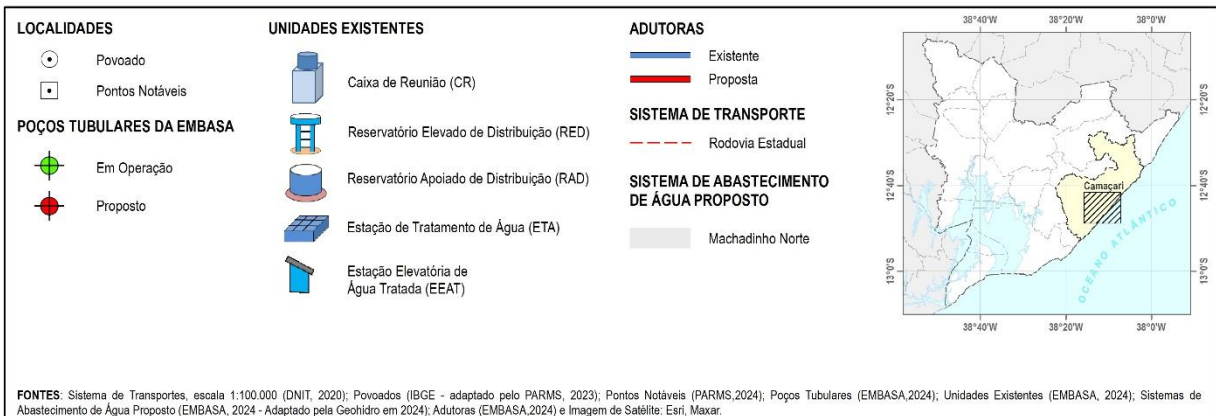 LOCALIDADES
Povoado
Pontos Notáveis
POÇOS TUBULARES DA EMBASA
Em Operação
Proposto
UNIDADES EXISTENTES
Caixa de Reunião (CR)
Reservatório Elevado de Distribuição (RED)
Reservatório Apoiado de Distribuição (RAD)
Estação de Tratamento de Água (ETA)
Estação Elevatória de
Água Tratada (EEAT)
ADUTORAS
Existente
Proposta
SISTEMA DE TRANSPORTE
Rodovia Estadual
SISTEMA DE ABASTECIMENTO
DE ÁGUA PROPOSTO
Machadinho Norte
38°40'W 38°20'W 38°0'W
12°20'S 12°20'S
12°40'S 12°40'S
13°0'S 13°0'S
Camaçari
OCEANO ATLÂNTICO
38°40'W 38°20'W 38°0'W
FONTES: Sistema de Transportes, escala 1:100.000 (DNIT, 2020); Povoados (IBGE - adaptado pelo PARMS, 2023); Pontos Notáveis (PARMS,2024); Poços Tubulares (EMBASA,2024); Unidades Existentes (EMBASA, 2024); Sistemas de
Abastecimento de Água Proposto (EMBASA, 2024 - Adaptado pela Geohidro em 2024); Adutoras (EMBASA,2024) e Imagem de Satélite: Esri, Maxar.